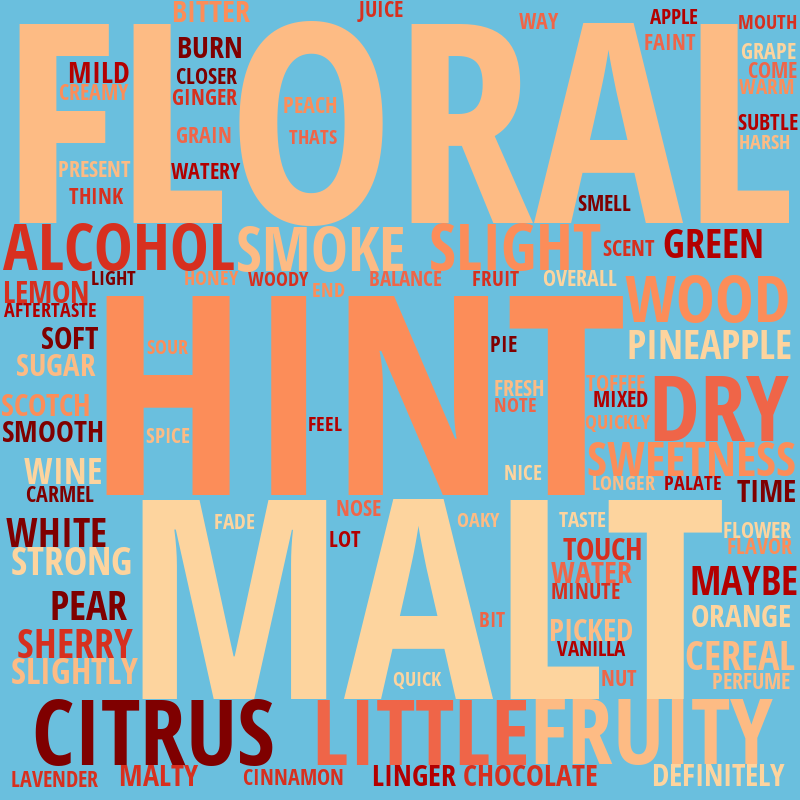 BITTER
JUICE
WAY
APPLE
MOUTH
FLORAL
BURN
FAINT
GRAPE
MILD
CLOSER
COME
CREAMY
GINGER
PEACH
WARM
GRAIN
THATS
SUBTLE
HARSH
PRESENT
WATERY
THINK
SMELL
ALCOHOL
SMOKE
SLIGHT
SCENT
GREEN
LEMON
LIGHT
HONEY
WOODY
END
BALANCE
FRUIT
OVERALL
WOOD
AFTERTASTE
HINT
SOFT
SOUR
PIE
PINEAPPLE
SUGAR
SCOTCH
FRESH
TOFFEE
NOTE
MIXED
DRY
SMOOTH
SPICE
FEEL
QUICKLY
WINE
NICE
SWEETNESS
CARMEL
LONGER
PALATE
TIME
WHITE
FADE
NOSE
OAKY
TASTE
FLOWER
MALT
STRONG
LOT
TOUCH
FLAVOR
WATER
MINUTE
MAYBE
PEAR
BIT
PICKED
ORANGE
SHERRY
VANILLA
CEREAL
SLIGHTLY
QUICK
NUT
PERFUME
CITRUS
LITTLE
FRUITY
LAVENDER
MALTY
CINNAMON
LINGER
CHOCOLATE
DEFINITELY